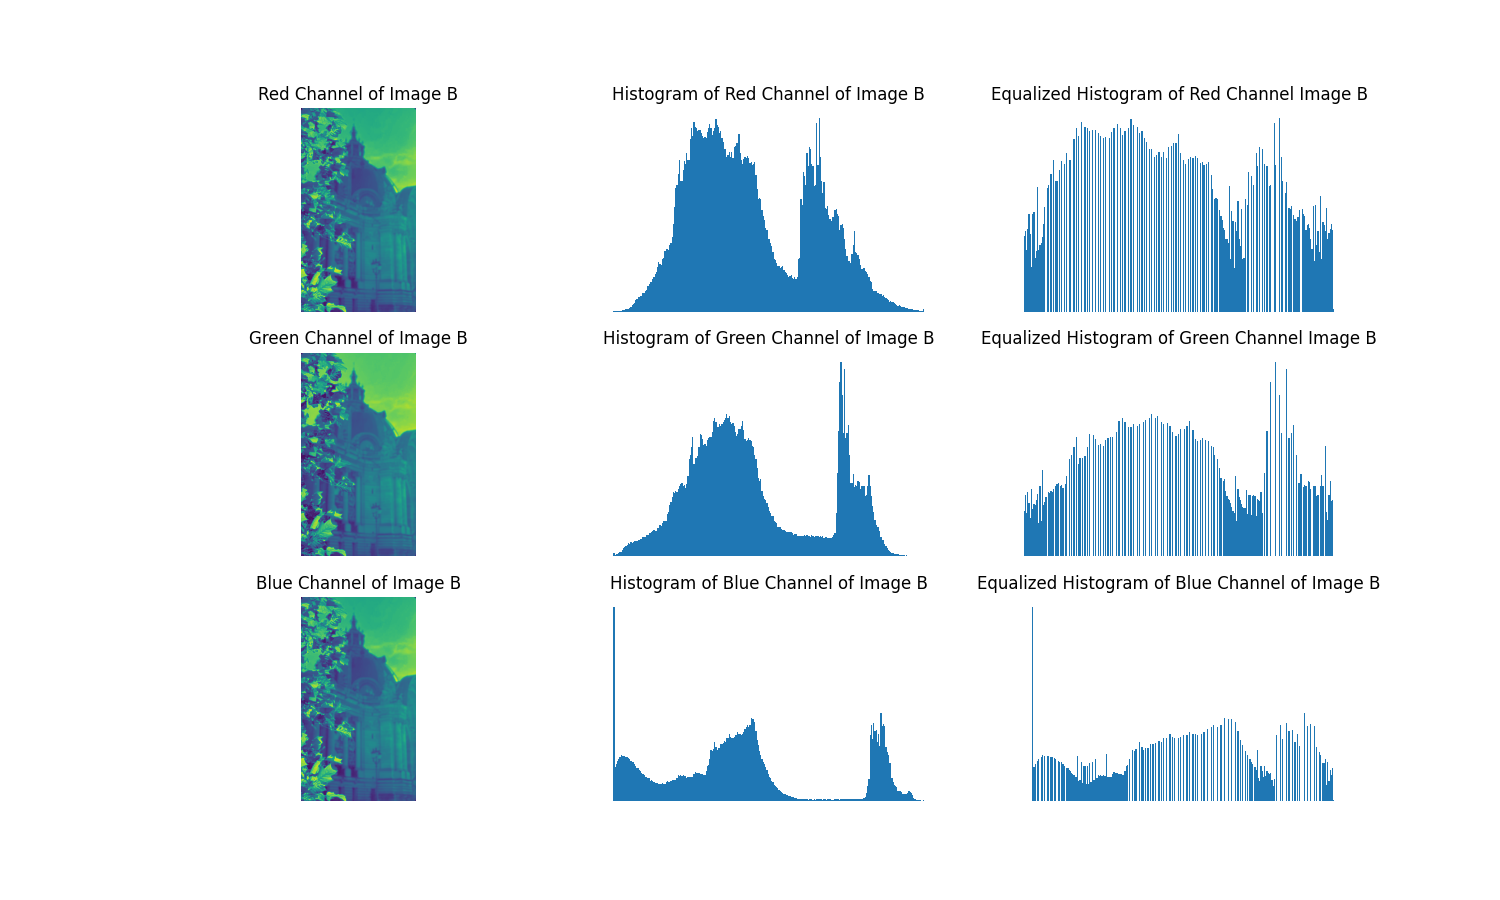 Red Channel of Image B
Histogram of Red Channel of Image B
Equalized Histogram of Red Channel Image B
Green Channel of Image B
Histogram of Green Channel of Image B
Equalized Histogram of Green Channel Image B
Blue Channel of Image B
Histogram of Blue Channel of Image B
Equalized Histogram of Blue Channel of Image B